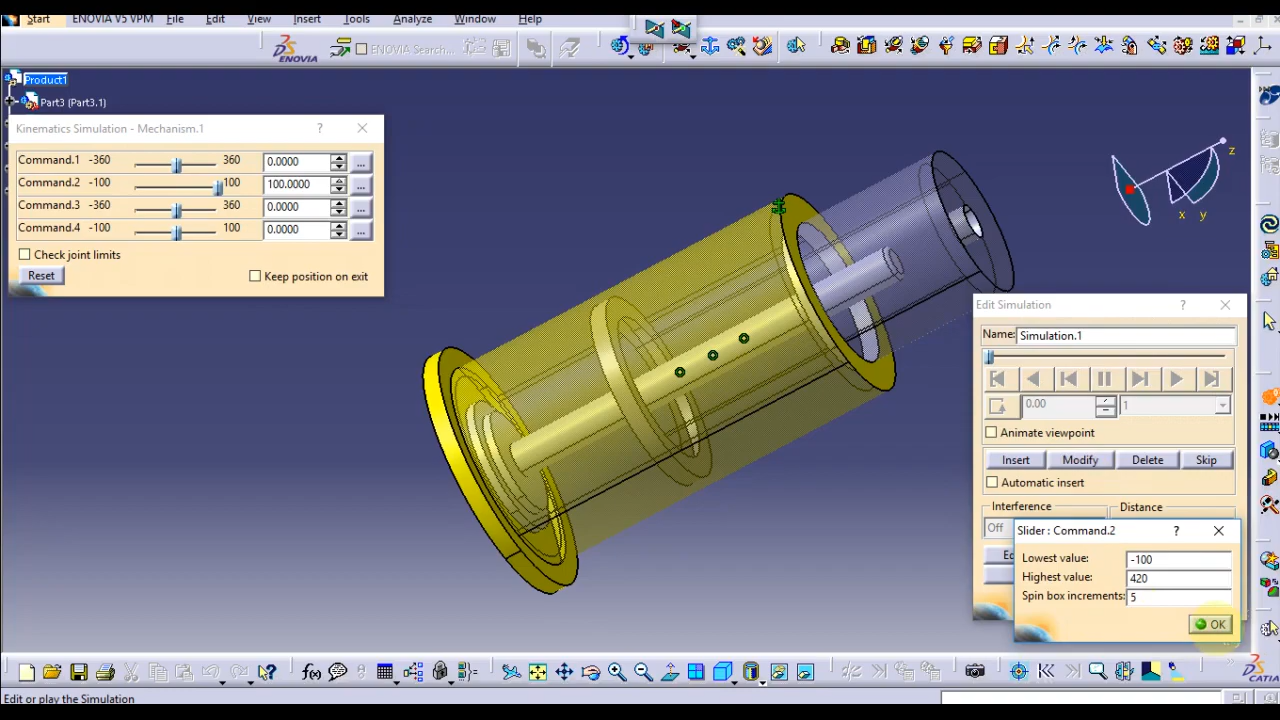 Start ENOVIA V5 VPM File Edit View Insert Tools Analyze Window Help
ENOVIA
ENOVIA Search...
Product1
Part3 (Part3.1)
Kinematics Simulation - Mechanism.1 ?
Command.1 -360 360 0.0000 ...
Command.2 -100 100 100.0000 ...
Command.3 -360 360 0.0000 ...
Command.4 -100 100 0.0000 ...
Check joint limits
Reset
Keep position on exit
z
x y
Edit Simulation ?
Name: Simulation.1
0.00 1
Animate viewpoint
Insert Modify Delete Skip
Automatic insert
Interference Distance
Off
Slider : Command.2 ?
Lowest value: -100
Highest value: 420
Spin box increments: 5
OK
f(x)
CATIA
Edit or play the Simulation